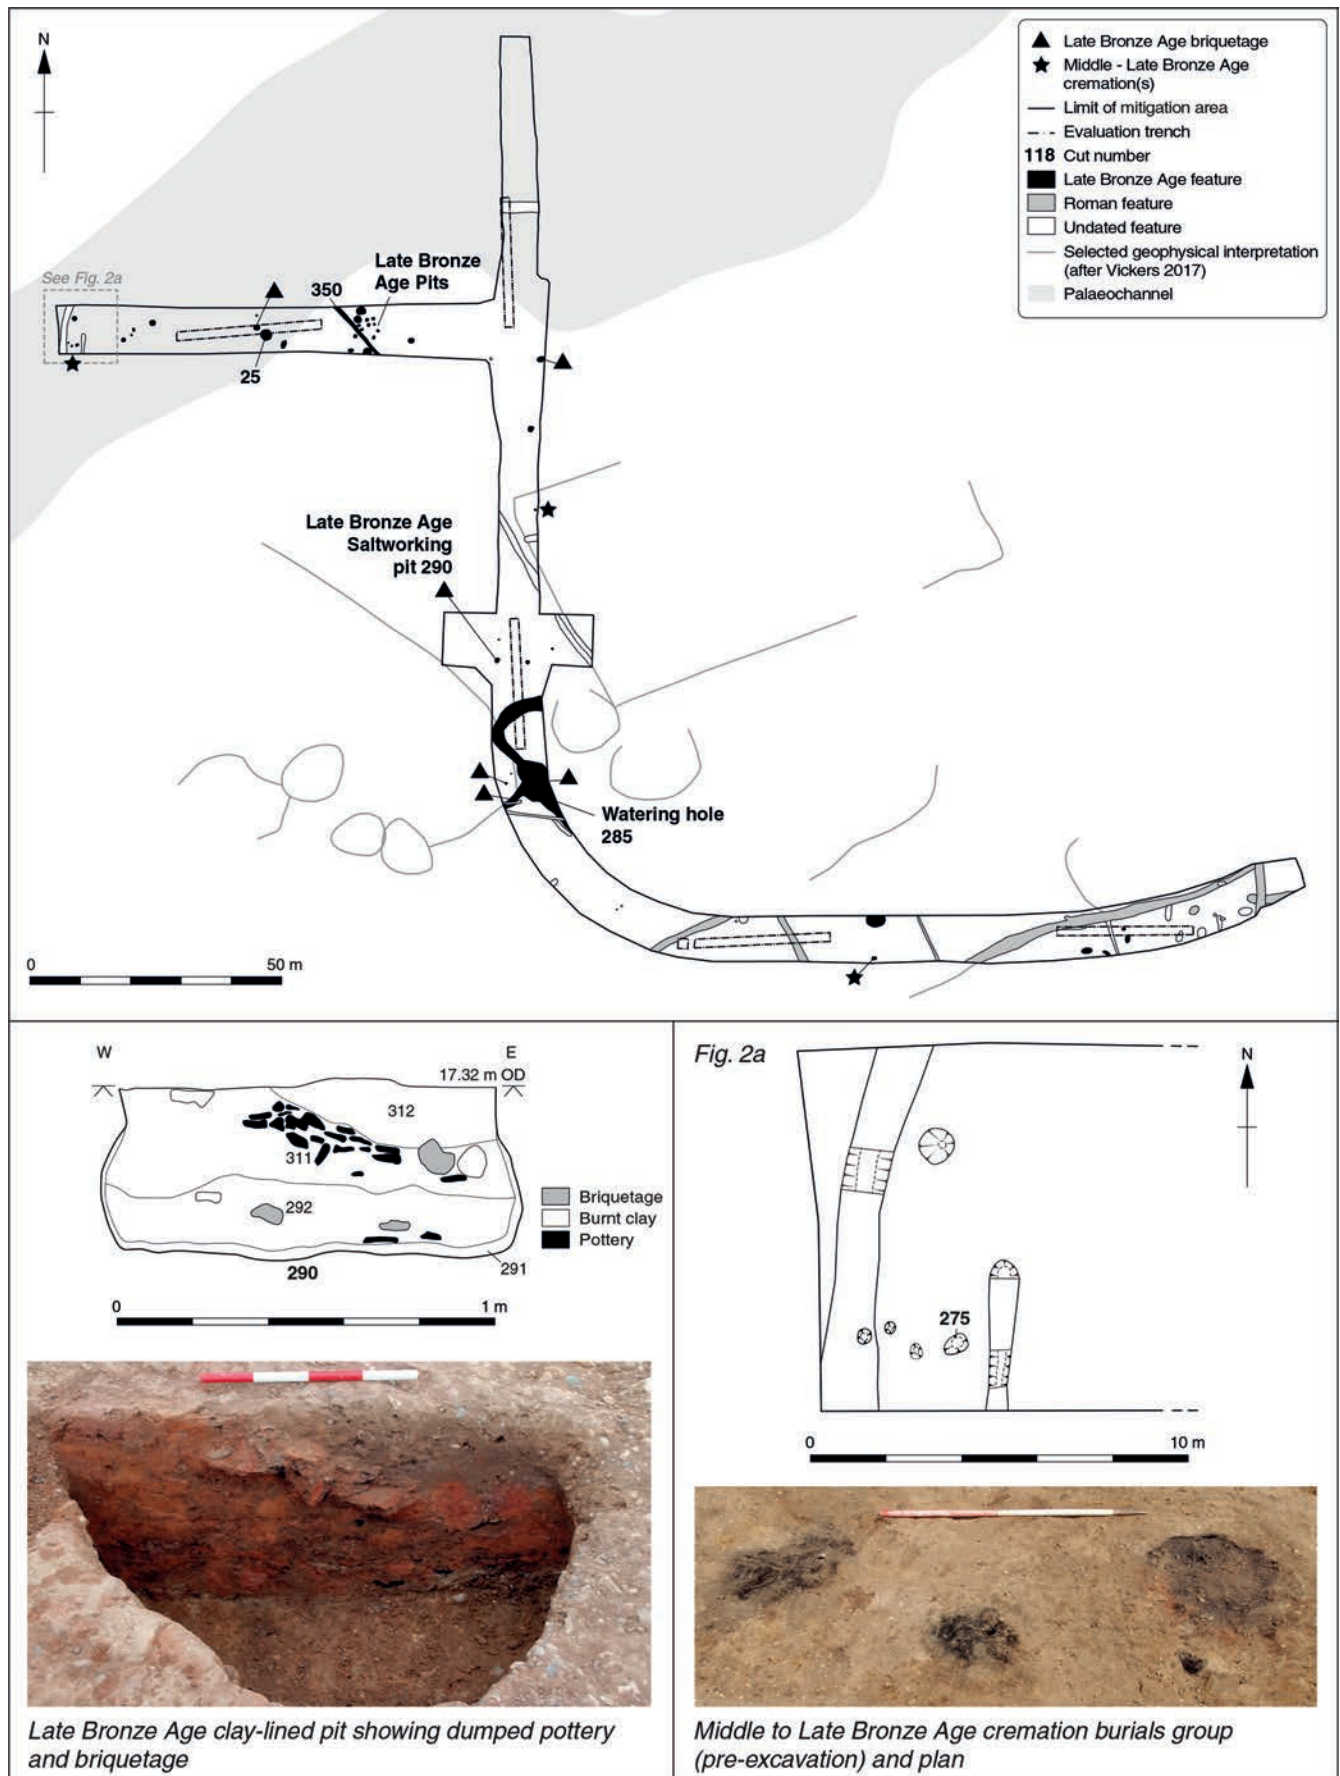 N
Late Bronze Age briquetage
Middle - Late Bronze Age
cremation(s)
Limit of mitigation area
Evaluation trench
118 Cut number
Late Bronze Age feature
Roman feature
Undated feature
Selected geophysical interpretation
(after Vickers 2017)
Palaeochannel
See Fig. 2a
350
Late Bronze
Age Pits
25
Late Bronze Age
Saltworking
pit 290
Watering hole
285
0
50 m
W
E
17.32 m OD
312
311
292
291
290
Briquetage
Burnt clay
Pottery
0
1 m
Late Bronze Age clay-lined pit showing dumped pottery
and briquetage
Fig. 2a
N
275
0
10 m
Middle to Late Bronze Age cremation burials group
(pre-excavation) and plan